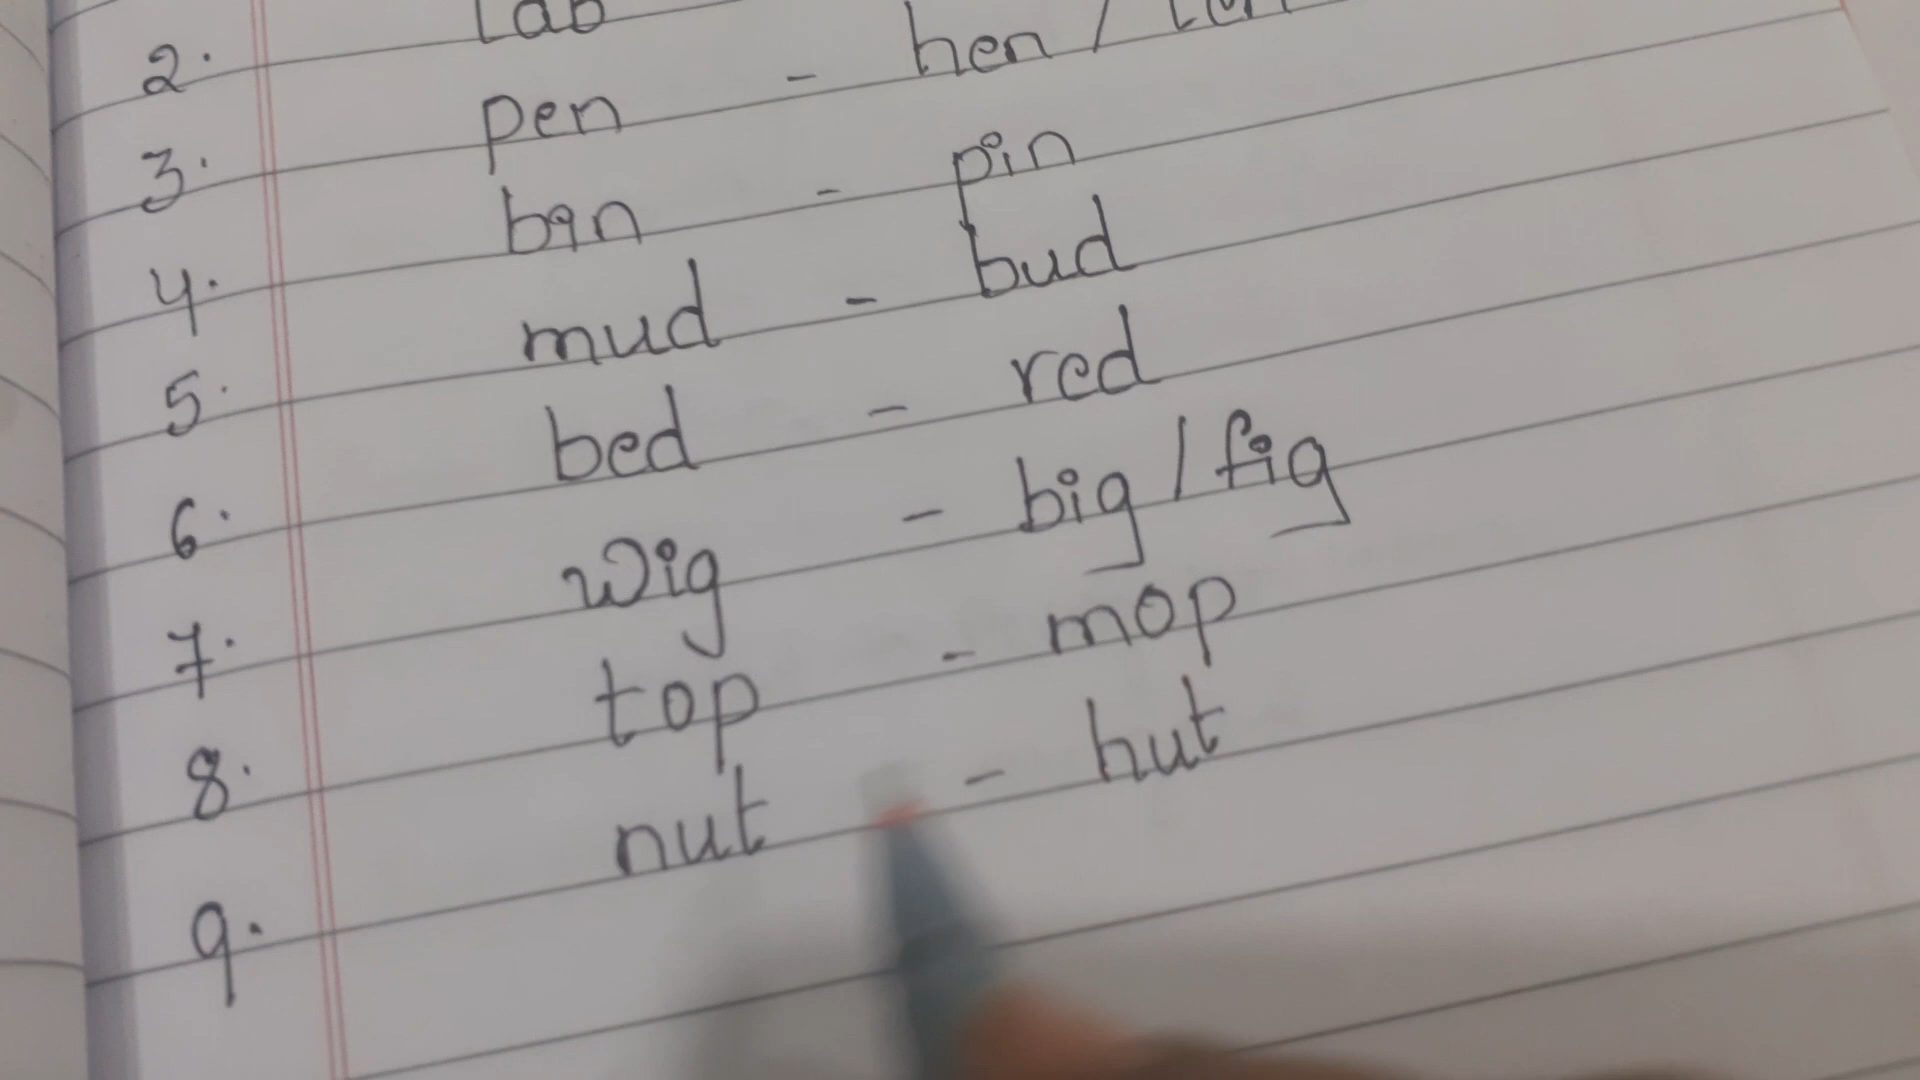 2. Lab
3. pen - hen /
4. bin - pin
5. mud - bud
6. bed - red
7. wig - big / fig
8. top - mop
9. nut - hut